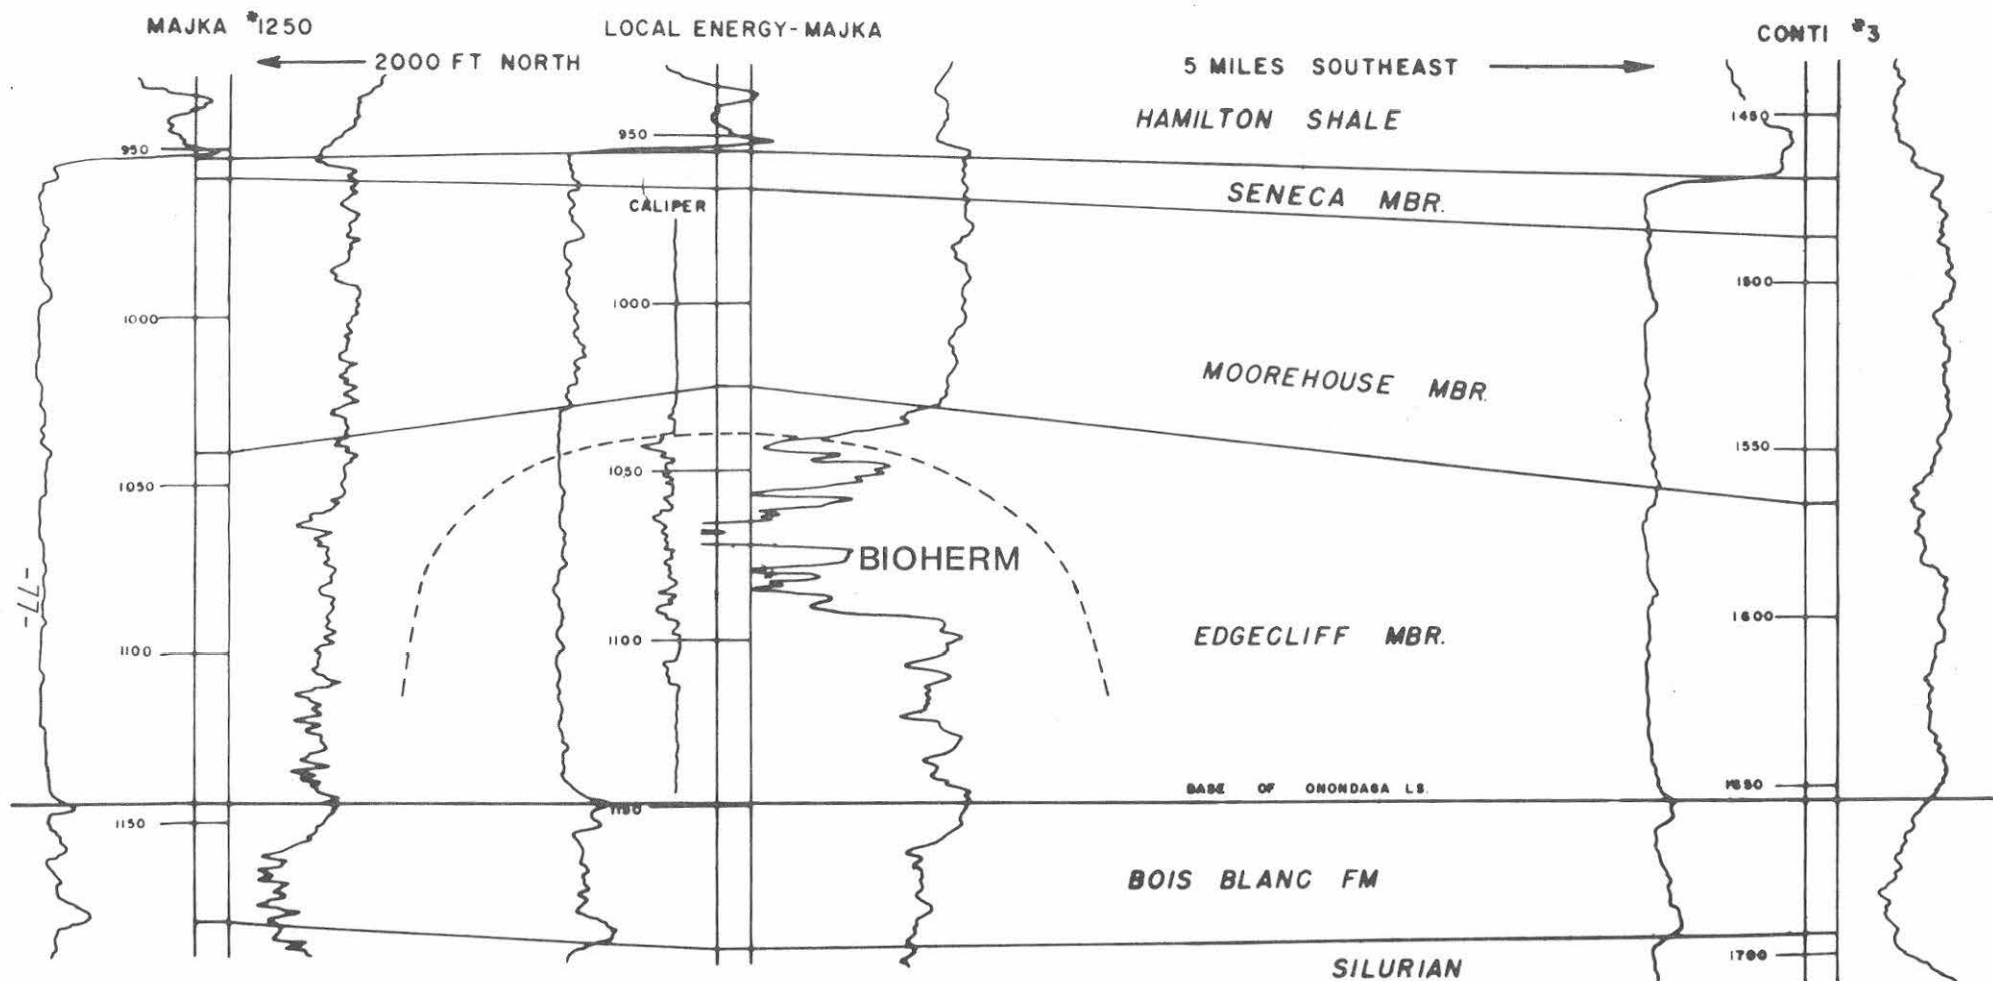 MAJKA #1250
LOCAL ENERGY-MAJKA
CONTI #3
2000 FT NORTH
5 MILES SOUTHEAST
HAMILTON SHALE
SENECA MBR.
MOOREHOUSE MBR.
EDGECLIFF MBR.
BASE OF ONONDAGA LS.
BOIS BLANC FM
SILURIAN
CALIPER
BIOHERM
950
1000
1050
1100
1150
950
1000
1050
1100
1150
1450
1500
1550
1600
1650
1700
-77-